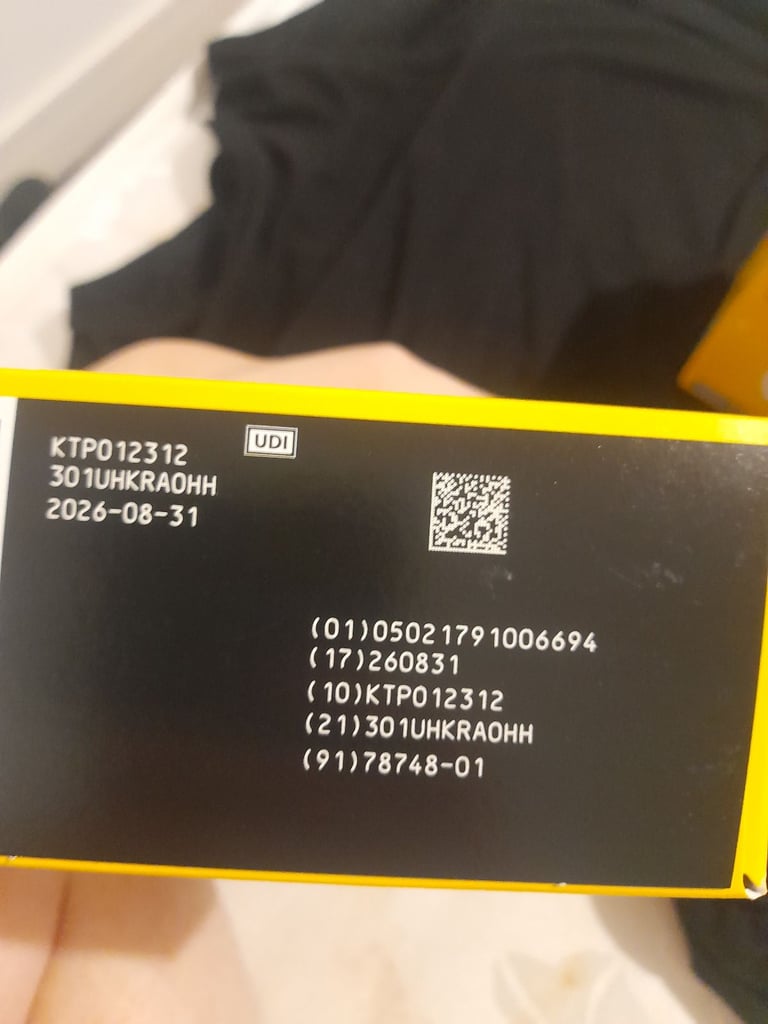 KTP012312
301UHKRA0HH
2026-08-31
UDI
(01)05021791006694
(17)260831
(10)KTP012312
(21)301UHKRA0HH
(91)78748-01